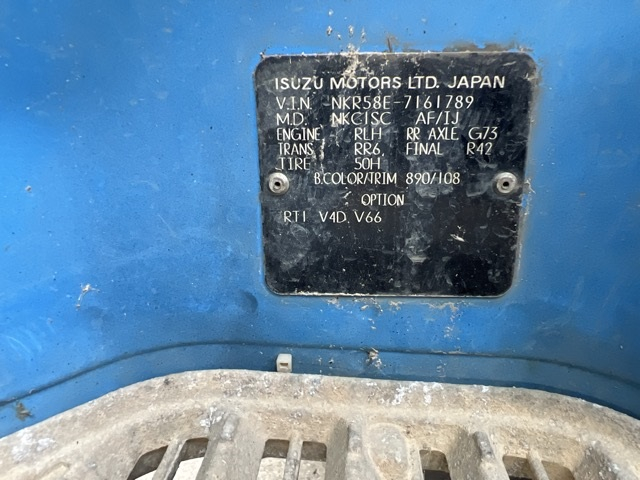 ISUZU MOTORS LTD. JAPAN
V.I.N. NKR58E-7161789
M.D. NKC1SC AF/IJ
ENGINE RLH RR AXLE G73
TRANS RR6, FINAL R42
TIRE 50H
B.COLOR/TRIM 890/108
OPTION
RT1 V4D, V66